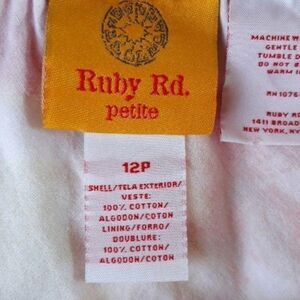 Ruby Rd.
petite
12P
SHELL/TELA EXTERIOR/
VESTE:
100% COTTON/
ALGODON/COTON
LINING/FORRO/
DOUBLURE:
100% COTTON/
ALGODON/COTON
MACHINE W
GENTLE
TUMBLE D
DO NOT B
WARM I
RN 1076
RUBY RD
1411 BROAD
NEW YORK, NY